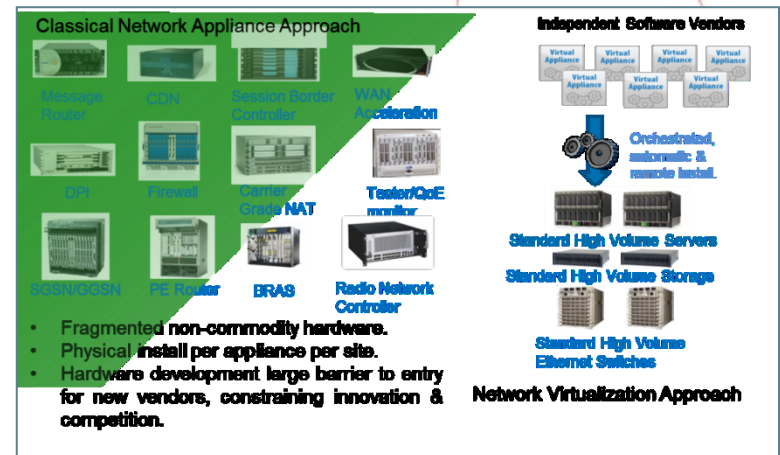 Classical Network Appliance Approach
Message Router
CDN
Session Border Controller
WAN Acceleration
DPI
Firewall
Carrier Grade NAT
Tester/QoE monitor
SGSN/GGSN
PE Router
BRAS
Radio Network Controller
• Fragmented non-commodity hardware.
• Physical install per appliance per site.
• Hardware development large barrier to entry
for new vendors, constraining innovation &
competition.
Independent Software Vendors
Virtual Appliance
Virtual Appliance
Virtual Appliance
Virtual Appliance
Virtual Appliance
Virtual Appliance
Virtual Appliance
Orchestrated,
automatic &
remote install.
Standard High Volume Servers
Standard High Volume Storage
Standard High Volume
Ethernet Switches
Network Virtualization Approach